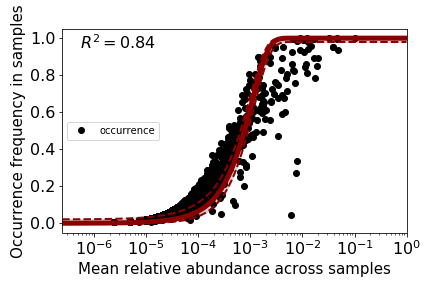 R² = 0.84
1.0
0.8
0.6
0.4
0.2
0.0
occurrence
Occurrence frequency in samples
10⁻⁶ 10⁻⁵ 10⁻⁴ 10⁻³ 10⁻² 10⁻¹ 10⁰
Mean relative abundance across samples